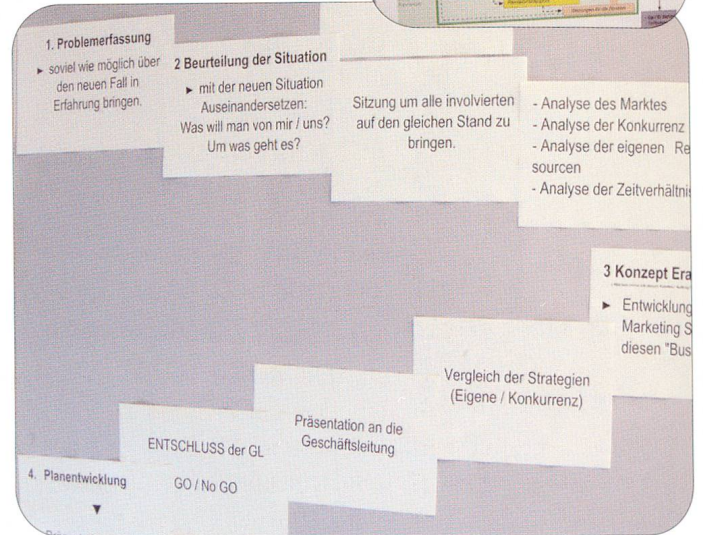 1. Problemerfassung
► soviel wie möglich über
den neuen Fall in
Erfahrung bringen.
2 Beurteilung der Situation
► mit der neuen Situation
Auseinandersetzen:
Was will man von mir / uns?
Um was geht es?
Sitzung um alle involvierten
auf den gleichen Stand zu
bringen.
- Analyse des Marktes
- Analyse der Konkurrenz
- Analyse der eigenen Re
sourcen
- Analyse der Zeitverhältnis
3 Konzept Era
► Entwicklung
Marketing S
diesen "Bus
Vergleich der Strategien
(Eigene / Konkurrenz)
Präsentation an die
Geschäftsleitung
ENTSCHLUSS der GL
GO / No GO
4. Planentwicklung
▼